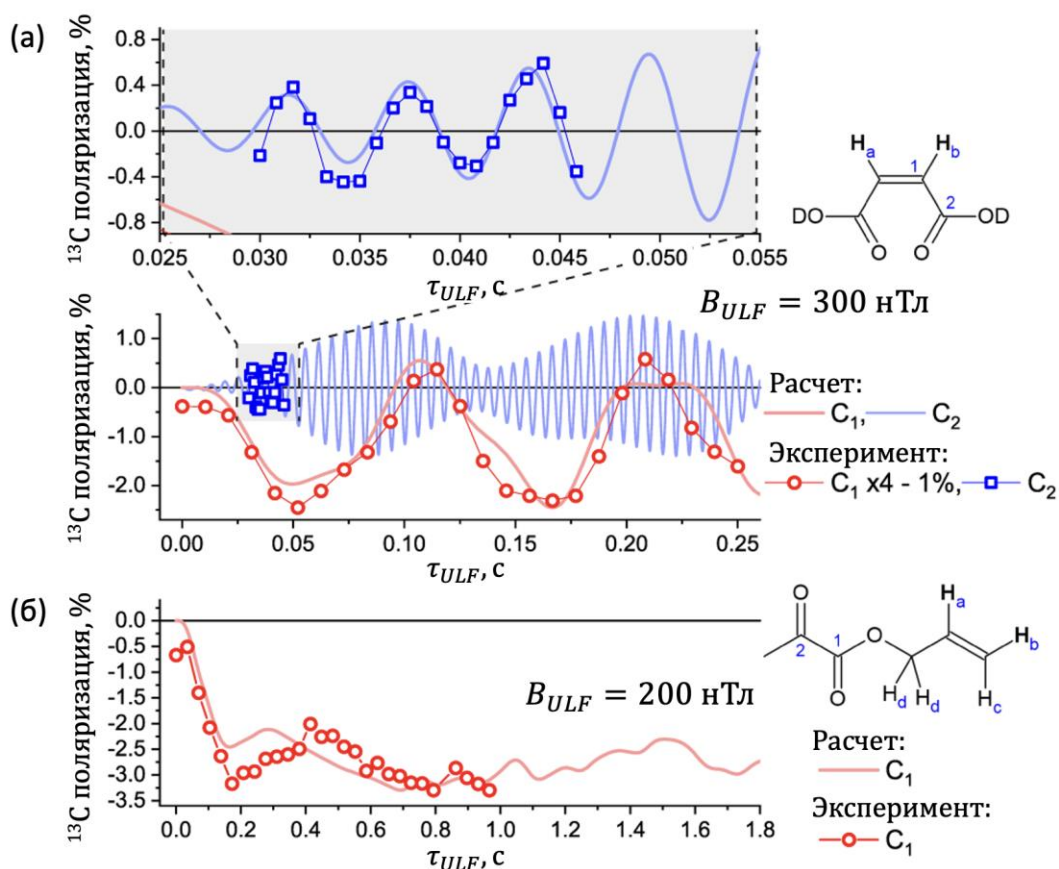 (а)
¹³C поляризация, %
0.8
0.4
0.0
-0.4
-0.8
0.025 0.030 0.035 0.040 0.045 0.050 0.055
τ_ULF, с
Hₐ
1
H_b
2
DO
OD
O
O
B_ULF = 300 нТл
¹³C поляризация, %
1.0
0.0
-1.0
-2.0
0.00 0.05 0.10 0.15 0.20 0.25
τ_ULF, с
Расчет:
C₁, C₂
Эксперимент:
C₁ x4 - 1%, C₂
(б)
¹³C поляризация, %
0.0
-0.5
-1.0
-1.5
-2.0
-2.5
-3.0
-3.5
0.0 0.2 0.4 0.6 0.8 1.0 1.2 1.4 1.6 1.8
τ_ULF, с
B_ULF = 200 нТл
O
Hₐ
2
1
O
H_b
O
H_d
H_d
H_c
Расчет:
C₁
Эксперимент:
C₁